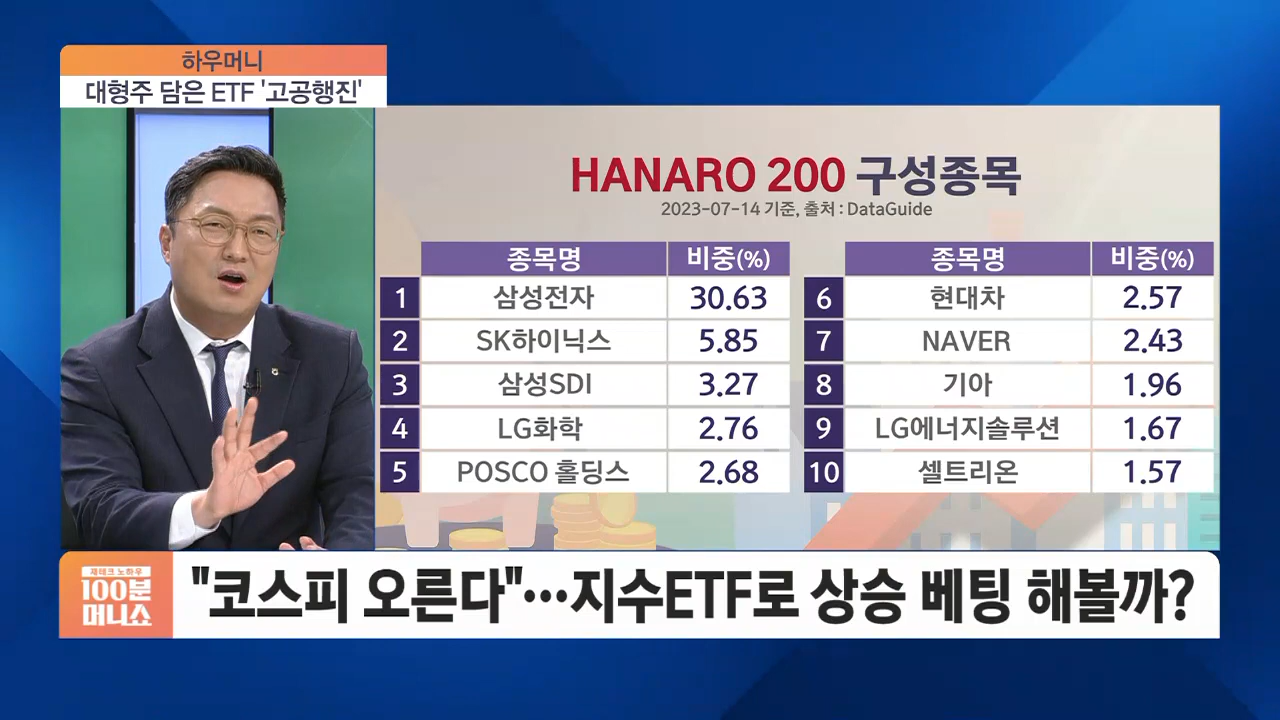 하우머니
대형주 담은 ETF '고공행진'
HANARO 200 구성종목
2023-07-14 기준, 출처 : DataGuide
종목명 비중(%)
1 삼성전자 30.63
2 SK하이닉스 5.85
3 삼성SDI 3.27
4 LG화학 2.76
5 POSCO 홀딩스 2.68
종목명 비중(%)
6 현대차 2.57
7 NAVER 2.43
8 기아 1.96
9 LG에너지솔루션 1.67
10 셀트리온 1.57
재테크 노하우
100분
머니쇼
"코스피 오른다"…지수ETF로 상승 베팅 해볼까?